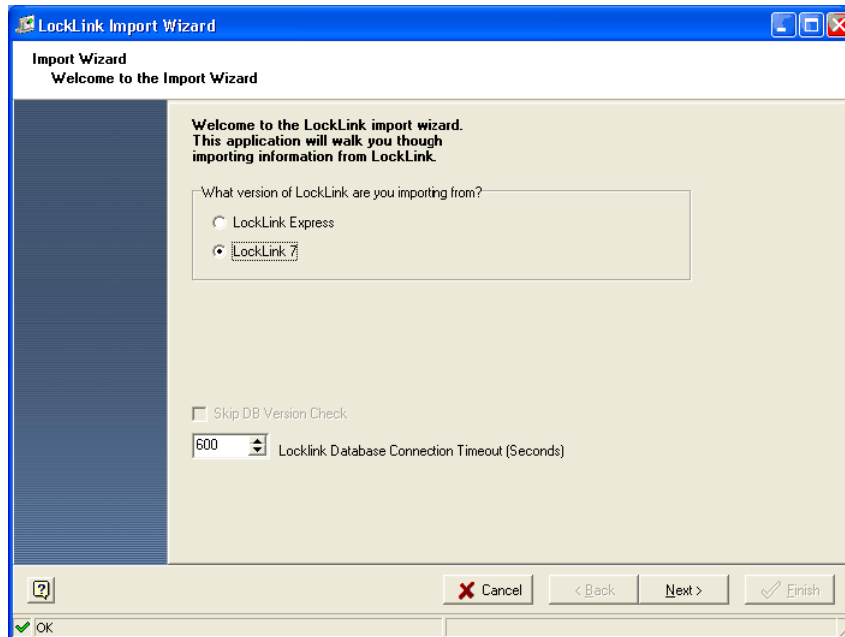 LockLink Import Wizard
Import Wizard
Welcome to the Import Wizard
Welcome to the LockLink import wizard.
This application will walk you though
importing information from LockLink.
What version of LockLink are you importing from?
LockLink Express
LockLink 7
Skip DB Version Check
600
Locklink Database Connection Timeout (Seconds)
Cancel
< Back
Next >
Finish
OK